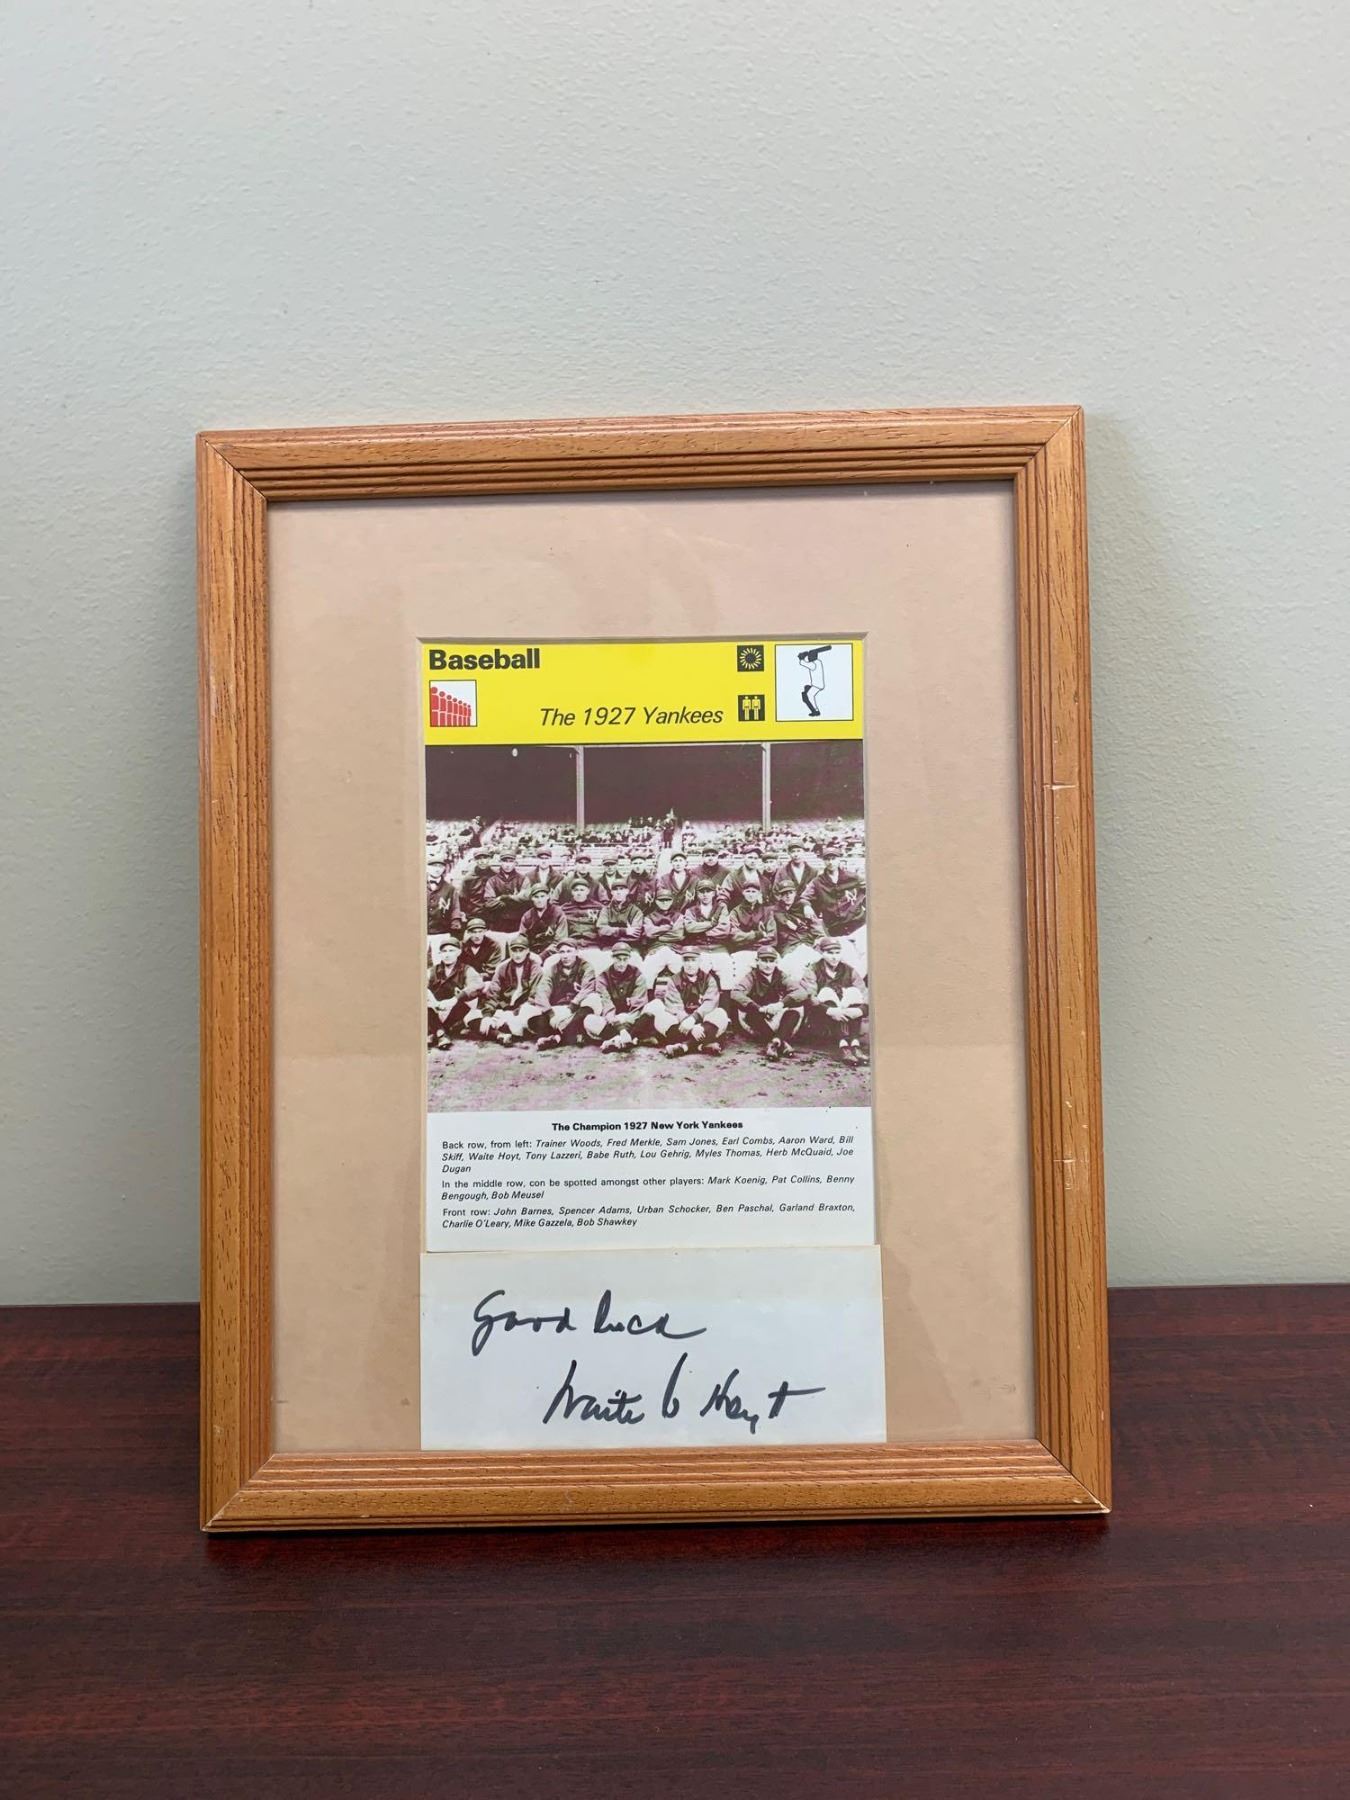 Baseball
The 1927 Yankees
The Champion 1927 New York Yankees
Back row, from left: Trainer Woods, Fred Merkle, Sam Jones, Earl Combs, Aaron Ward, Bill
Skiff, Waite Hoyt, Tony Lazzeri, Babe Ruth, Lou Gehrig, Myles Thomas, Herb McQuaid, Joe
Dugan
In the middle row, con be spotted amongst other players: Mark Koenig, Pat Collins, Benny
Bengough, Bob Meusel
Front row: John Barnes, Spencer Adams, Urban Schocker, Ben Paschal, Garland Braxton,
Charlie O'Leary, Mike Gazzela, Bob Shawkey
Good luck
Waite C Hoyt